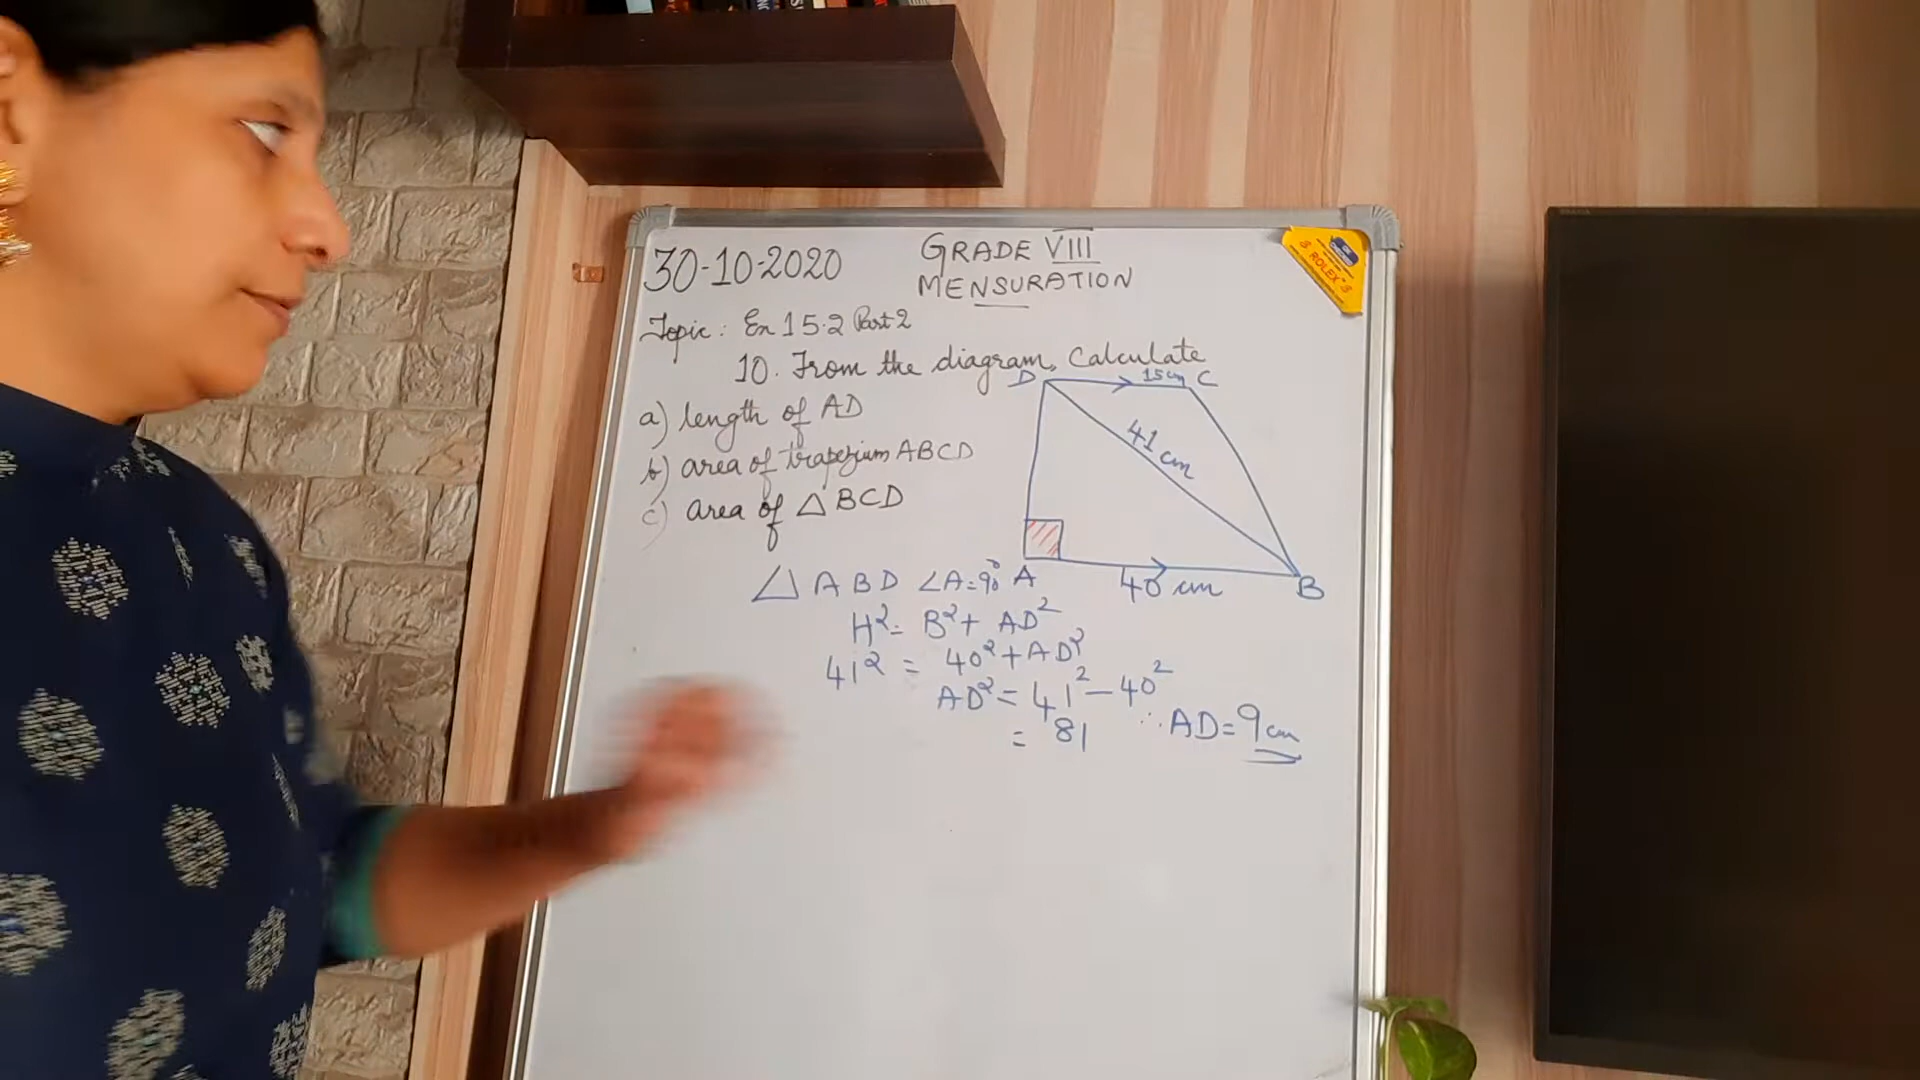 30-10-2020
GRADE VIII
MENSURATION
Topic: Ex 15.2 Part 2
10. From the diagram, Calculate
a) length of AD
b) area of trapezium ABCD
c) area of △ BCD
D 15cm C
41 cm
A 40 cm B
△ ABD ∠A=90°
H² = B² + AD²
41² = 40² + AD²
AD² = 41² - 40²
= 81 ∴ AD = 9cm
ROLEX